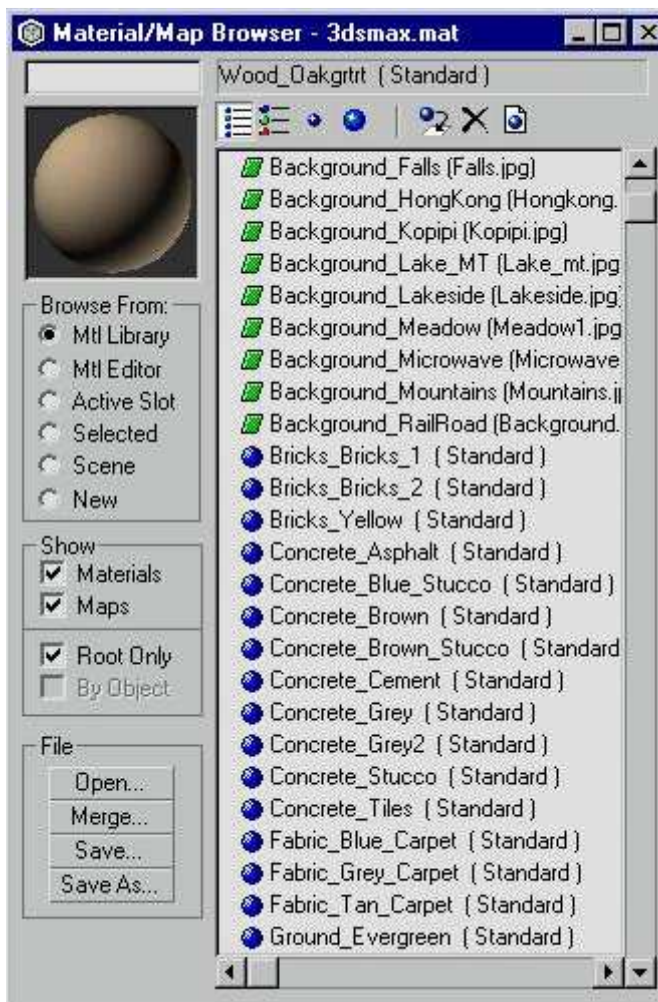 Material/Map Browser - 3dsmax.mat
Wood_Oakgrtrt ( Standard )
Browse From:
Mtl Library
Mtl Editor
Active Slot
Selected
Scene
New
Show
Materials
Maps
Root Only
By Object
File
Open...
Merge...
Save...
Save As...
Background_Falls (Falls.jpg)
Background_HongKong (Hongkong.
Background_Kopipi (Kopipi.jpg)
Background_Lake_MT (Lake_mt.jpg
Background_Lakeside (Lakeside.jpg)
Background_Meadow (Meadow1.jpg
Background_Microwave (Microwave
Background_Mountains (Mountains.j
Background_RailRoad (Background.
Bricks_Bricks_1 ( Standard )
Bricks_Bricks_2 ( Standard )
Bricks_Yellow ( Standard )
Concrete_Asphalt ( Standard )
Concrete_Blue_Stucco ( Standard )
Concrete_Brown ( Standard )
Concrete_Brown_Stucco ( Standard
Concrete_Cement ( Standard )
Concrete_Grey ( Standard )
Concrete_Grey2 ( Standard )
Concrete_Stucco ( Standard )
Concrete_Tiles ( Standard )
Fabric_Blue_Carpet ( Standard )
Fabric_Grey_Carpet ( Standard )
Fabric_Tan_Carpet ( Standard )
Ground_Evergreen ( Standard )